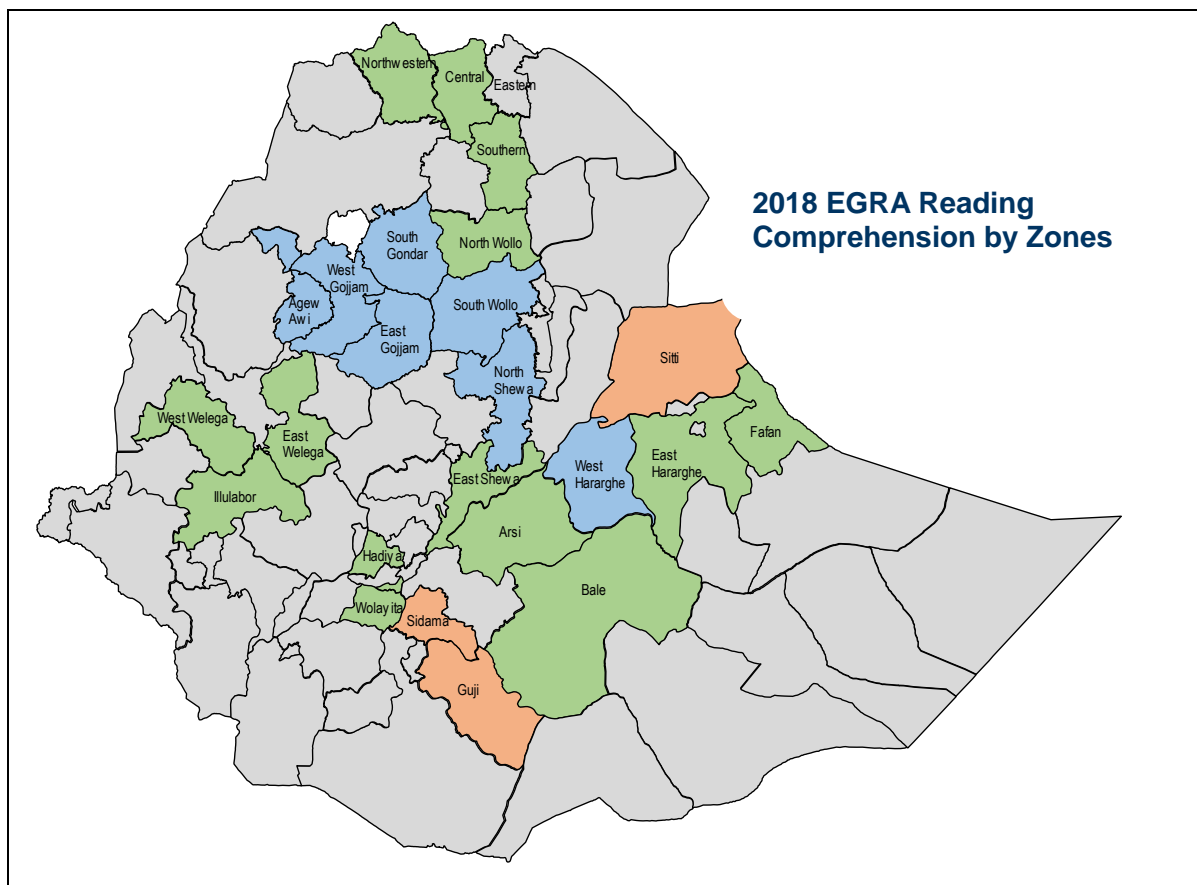 Northwestern
Central
Eastern
Southern
2018 EGRA Reading
Comprehension by Zones
South
Gondar
North Wollo
West
Gojjam
Agew
Awi
South Wollo
East
Gojjam
Sitti
North
Shewa
West Welega
East
Welega
Fafan
East
Hararghe
West
Hararghe
East Shewa
Illulabor
Arsi
Hadiya
Bale
Wolayita
Sidama
Guji